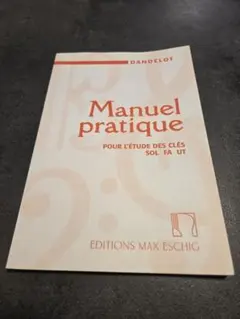 DANDELOT
Manuel
pratique
POUR L'ÉTUDE DES CLÉS
SOL FA UT
EDITIONS MAX ESCHIG